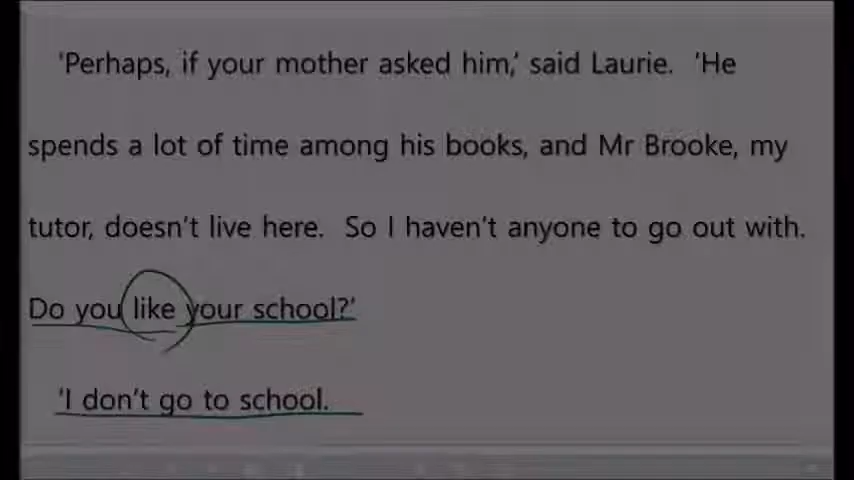 ‘Perhaps, if your mother asked him,’ said Laurie. ‘He
spends a lot of time among his books, and Mr Brooke, my
tutor, doesn’t live here. So I haven’t anyone to go out with.
Do you like your school?’
‘I don’t go to school.